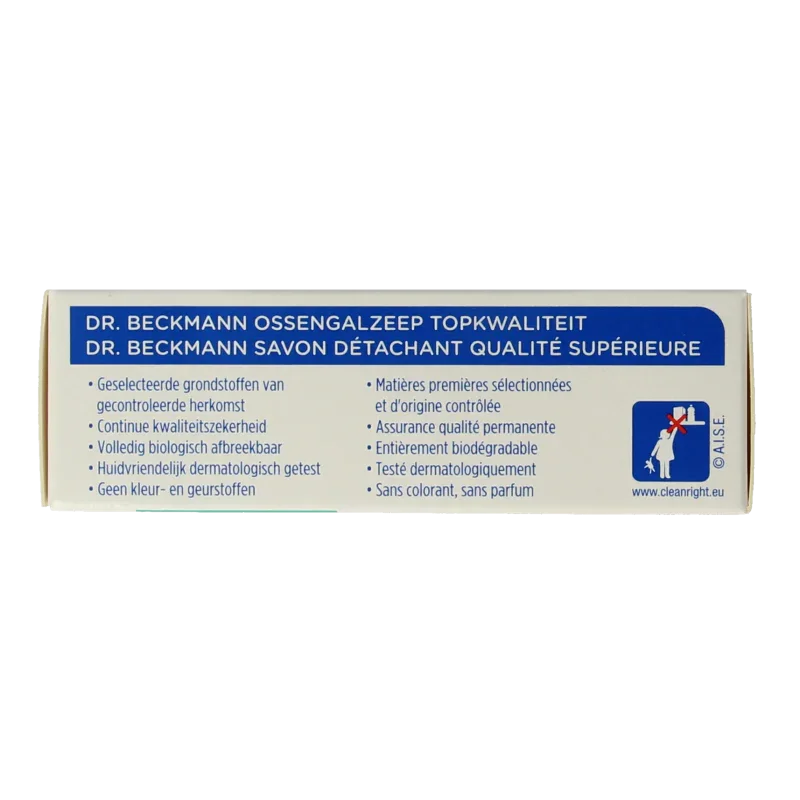 DR. BECKMANN OSSENGALZEEP TOPKWALITEIT
DR. BECKMANN SAVON DÉTACHANT QUALITÉ SUPÉRIEURE
• Geselecteerde grondstoffen van
gecontroleerde herkomst
• Continue kwaliteitszekerheid
• Volledig biologisch afbreekbaar
• Huidvriendelijk dermatologisch getest
• Geen kleur- en geurstoffen
• Matières premières sélectionnées
et d'origine contrôlée
• Assurance qualité permanente
• Entièrement biodégradable
• Testé dermatologiquement
• Sans colorant, sans parfum
© A.I.S.E.
www.cleanright.eu